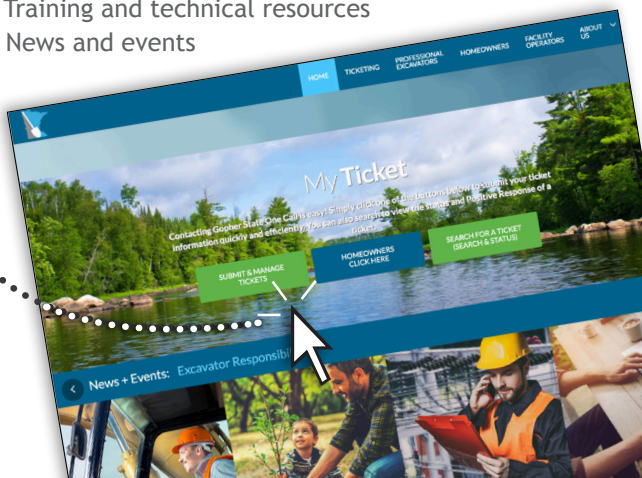 Training and technical resources
News and events
HOME
TICKETING
PROFESSIONAL
EXCAVATORS
HOMEOWNERS
FACILITY
OPERATORS
ABOUT
US
My Ticket
Contacting Gopher State One Call is easy! Simply click one of the buttons below to submit your ticket
information quickly and efficiently. You can also search to view the status and Positive Response of a
ticket.
SUBMIT & MANAGE
TICKETS
HOMEOWNERS
CLICK HERE
SEARCH FOR A TICKET
(SEARCH & STATUS)
News + Events: Excavator